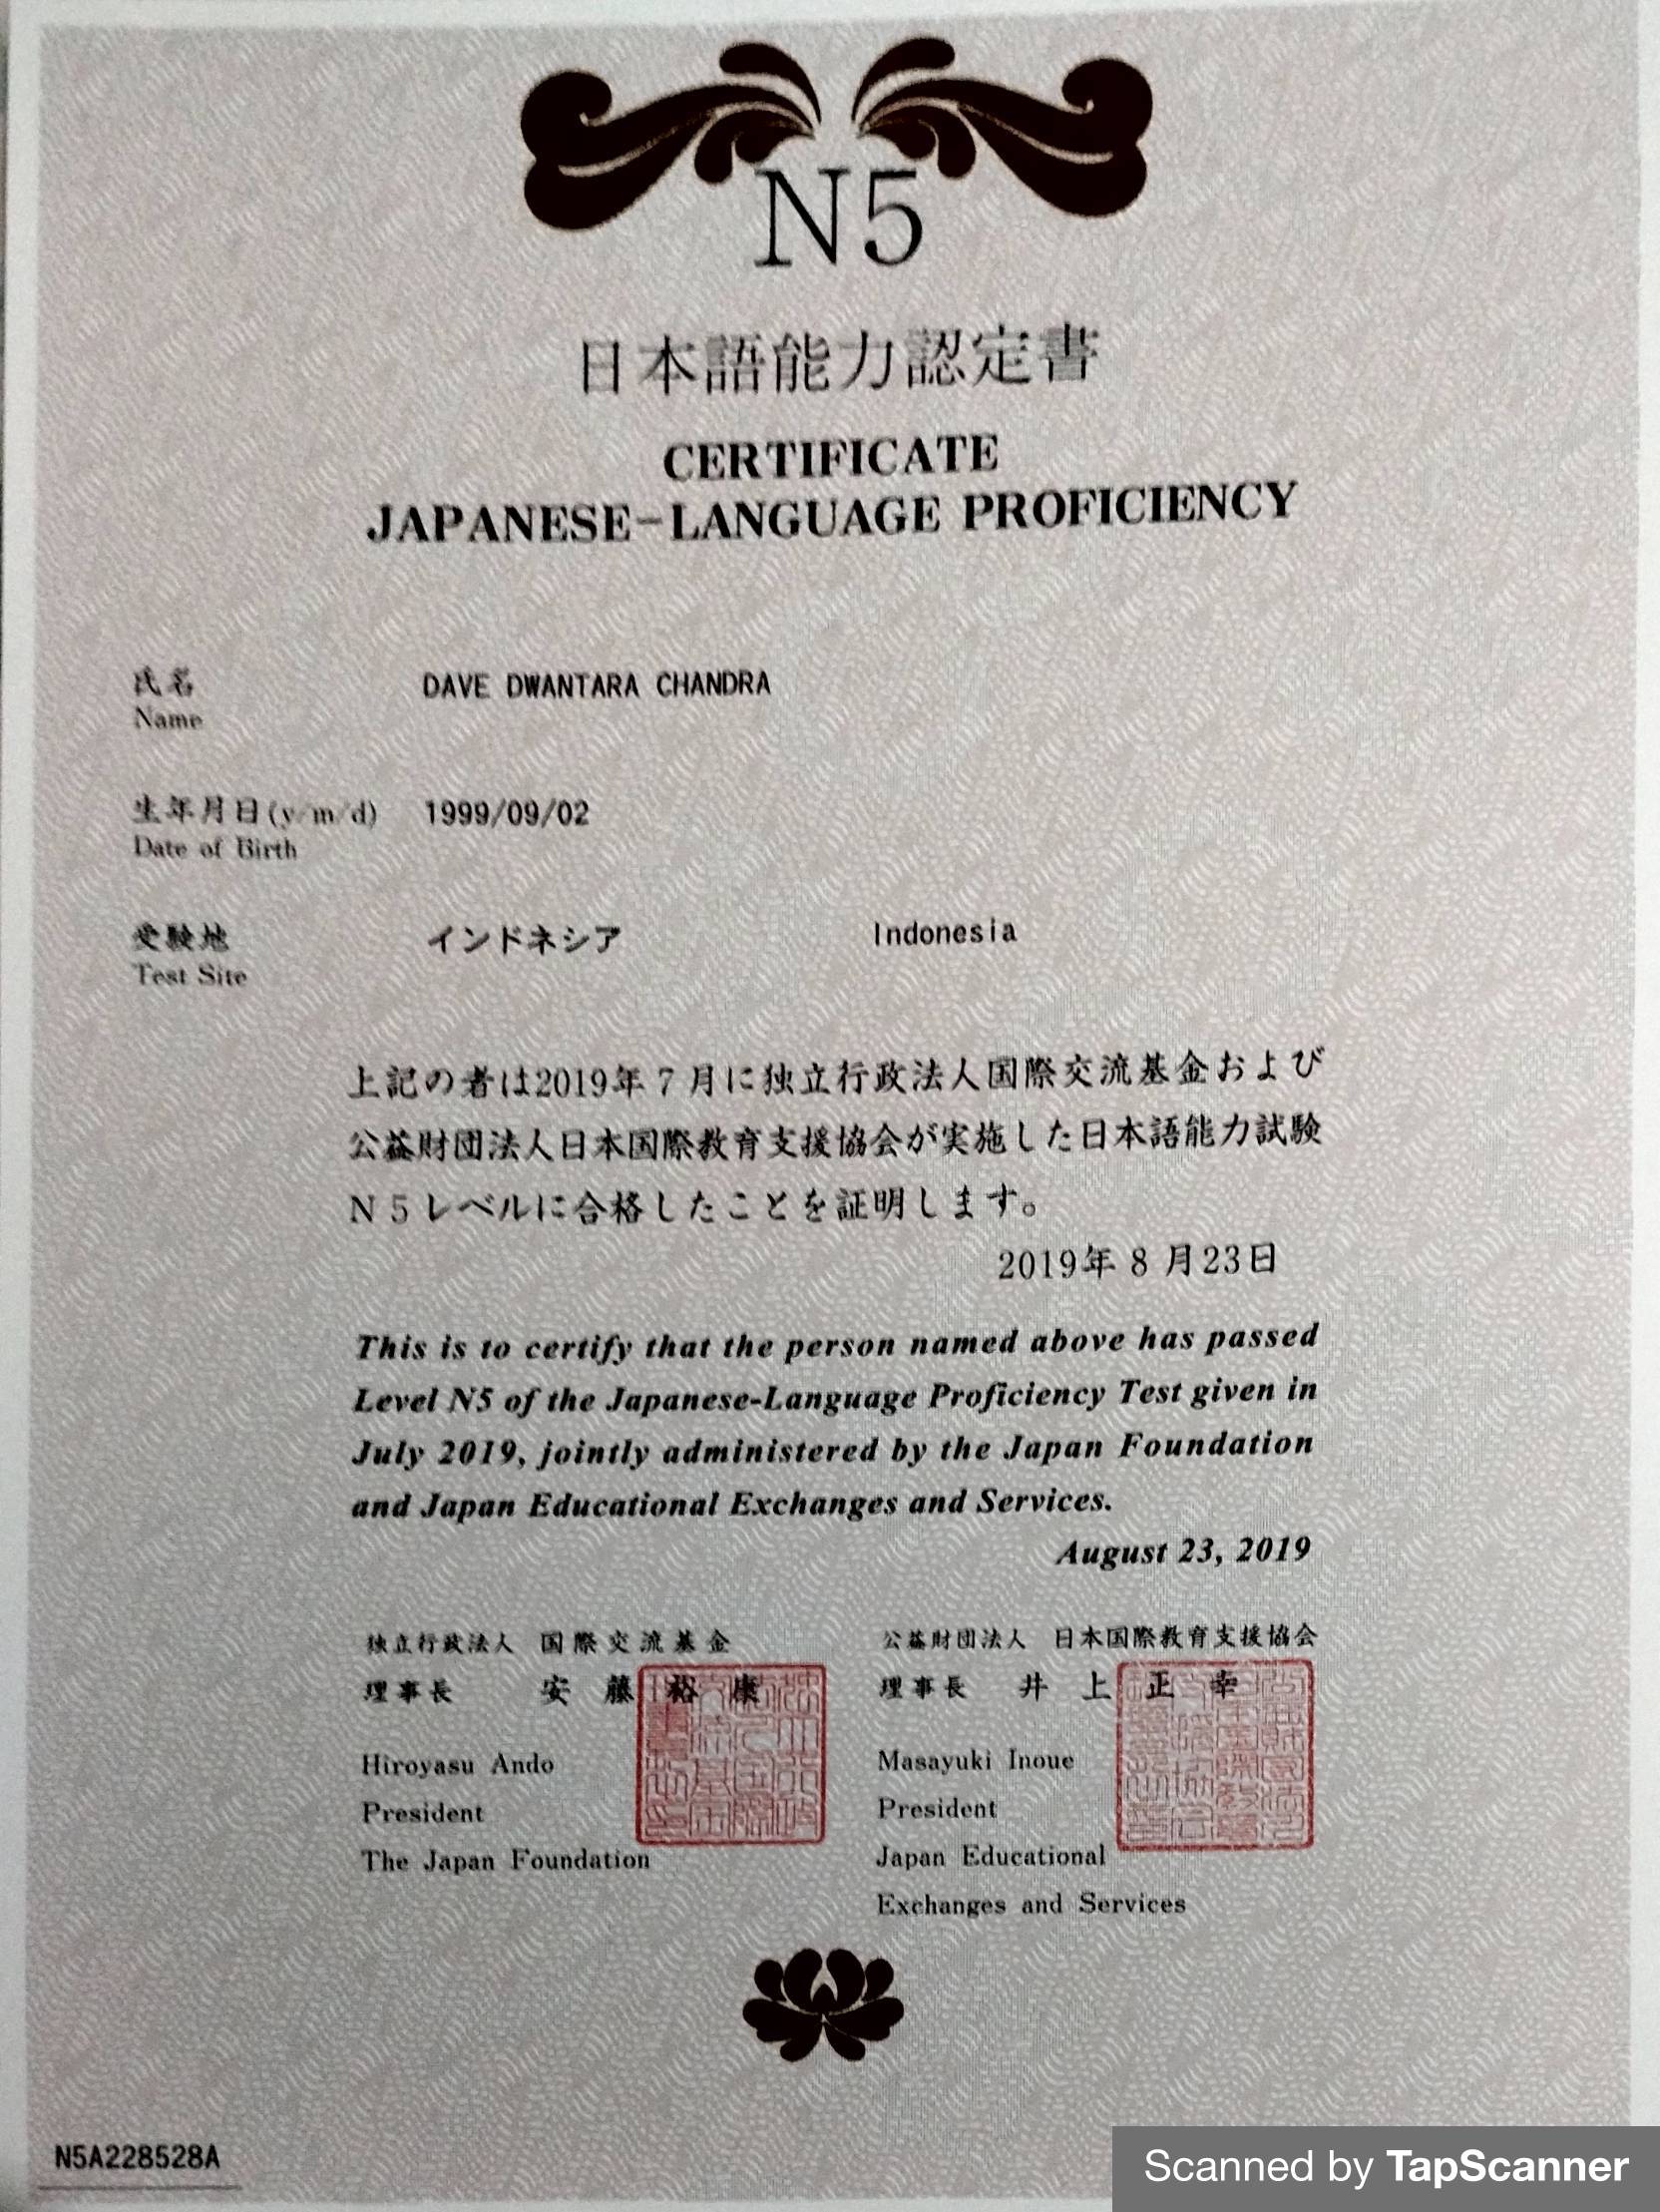 N5
日本語能力認定書
CERTIFICATE
JAPANESE-LANGUAGE PROFICIENCY
氏名 DAVE DWANTARA CHANDRA
Name
生年月日(y/m/d) 1999/09/02
Date of Birth
受験地 インドネシア Indonesia
Test Site
上記の者は2019年7月に独立行政法人国際交流基金および
公益財団法人日本国際教育支援協会が実施した日本語能力試験
N5レベルに合格したことを証明します。
2019年8月23日
This is to certify that the person named above has passed
Level N5 of the Japanese-Language Proficiency Test given in
July 2019, jointly administered by the Japan Foundation
and Japan Educational Exchanges and Services.
August 23, 2019
独立行政法人 国際交流基金
理事長 安藤裕康
Hiroyasu Ando
President
The Japan Foundation
公益財団法人 日本国際教育支援協会
理事長 井上正幸
Masayuki Inoue
President
Japan Educational
Exchanges and Services
N5A228528A
Scanned by TapScanner